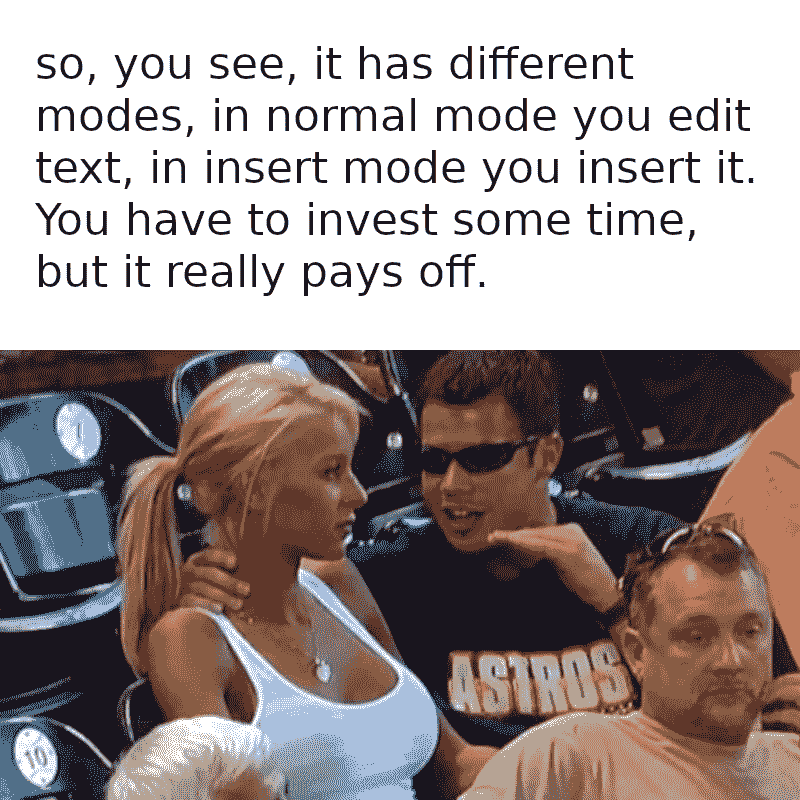 so, you see, it has different
modes, in normal mode you edit
text, in insert mode you insert it.
You have to invest some time,
but it really pays off.
ASTROS
10